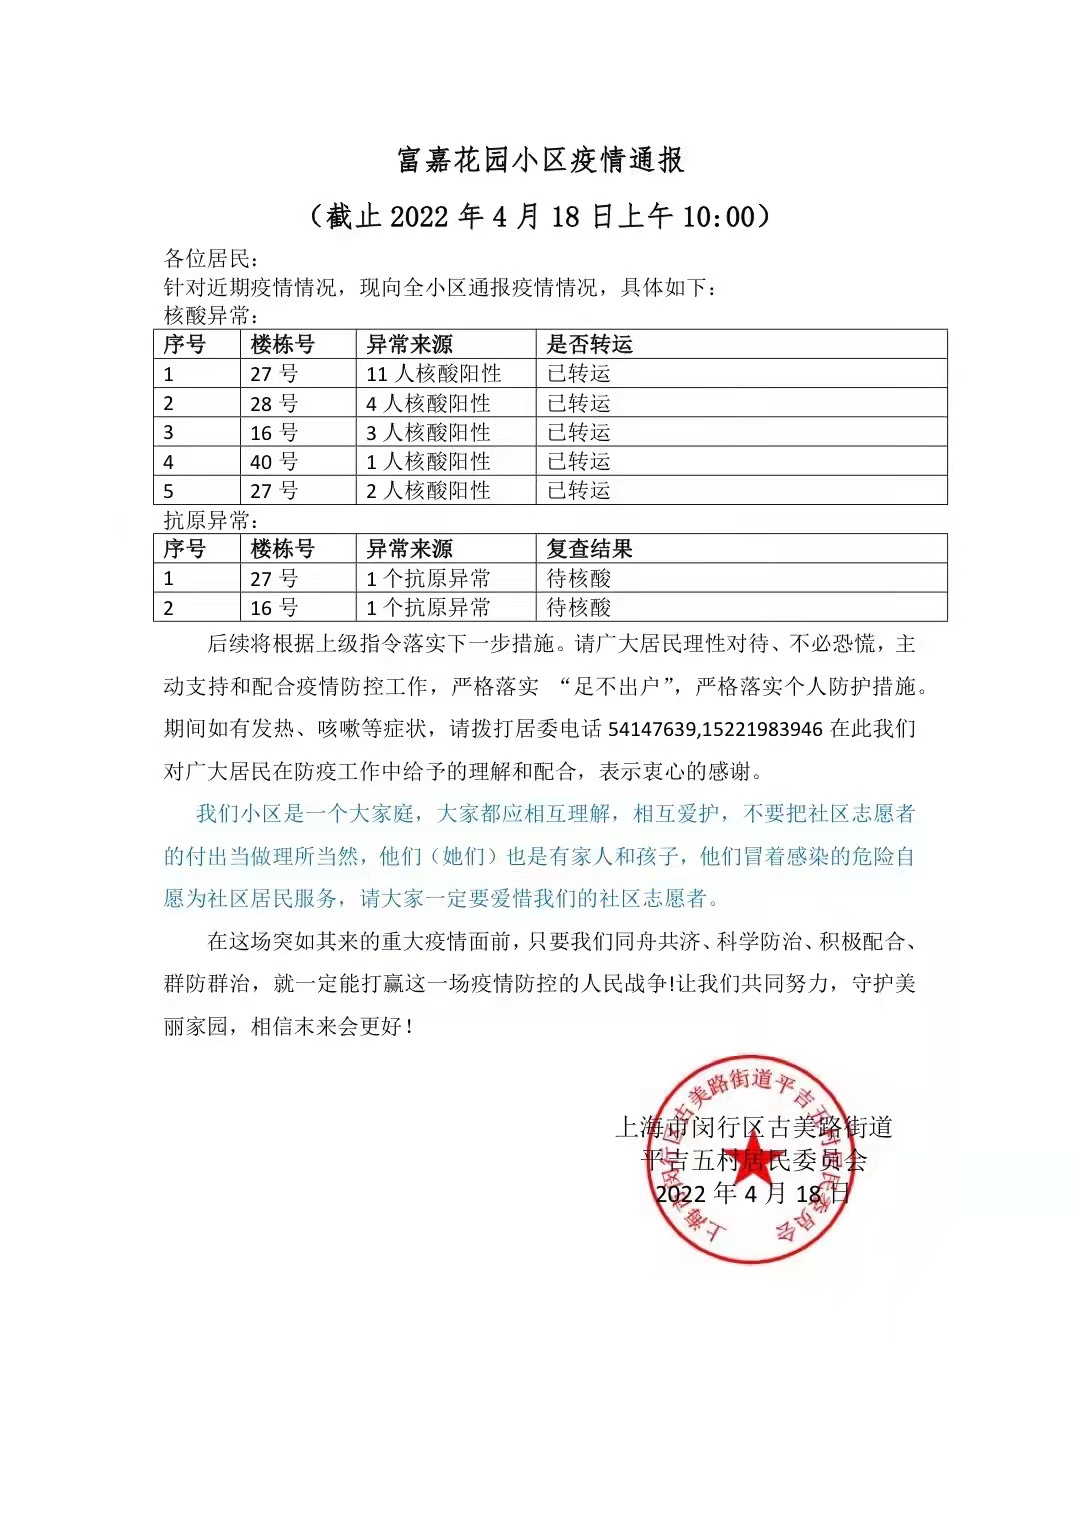 富嘉花园小区疫情通报
（截止 2022 年 4 月 18 日上午 10:00）
各位居民：
针对近期疫情情况，现向全小区通报疫情情况，具体如下：
核酸异常：
序号 楼栋号 异常来源 是否转运
1 27 号 11 人核酸阳性 已转运
2 28 号 4 人核酸阳性 已转运
3 16 号 3 人核酸阳性 已转运
4 40 号 1 人核酸阳性 已转运
5 27 号 2 人核酸阳性 已转运
抗原异常：
序号 楼栋号 异常来源 复查结果
1 27 号 1 个抗原异常 待核酸
2 16 号 1 个抗原异常 待核酸
后续将根据上级指令落实下一步措施。请广大居民理性对待、不必恐慌，主
动支持和配合疫情防控工作，严格落实 “足不出户”，严格落实个人防护措施。
期间如有发热、咳嗽等症状，请拨打居委电话 54147639,15221983946 在此我们
对广大居民在防疫工作中给予的理解和配合，表示衷心的感谢。
我们小区是一个大家庭，大家都应相互理解，相互爱护，不要把社区志愿者
的付出当做理所当然，他们（她们）也是有家人和孩子，他们冒着感染的危险自
愿为社区居民服务，请大家一定要爱惜我们的社区志愿者。
在这场突如其来的重大疫情面前，只要我们同舟共济、科学防治、积极配合、
群防群治，就一定能打赢这一场疫情防控的人民战争!让我们共同努力，守护美
丽家园，相信末来会更好！
上海市闵行区古美路街道
平吉五村居民委员会
2022 年 4 月 18 日
上海市闵行区古美路街道平吉五村居民委员会